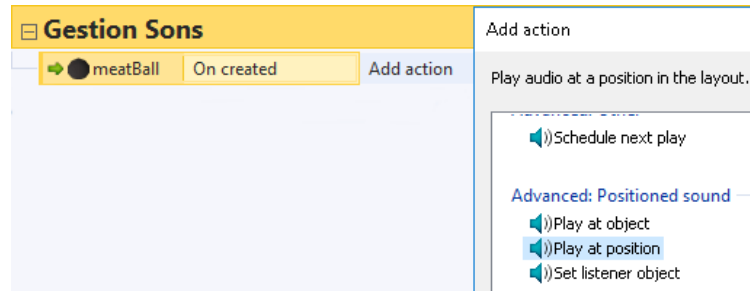 Gestion Sons
meatBall On created Add action
Add action
Play audio at a position in the layout.
Schedule next play
Advanced: Positioned sound
Play at object
Play at position
Set listener object